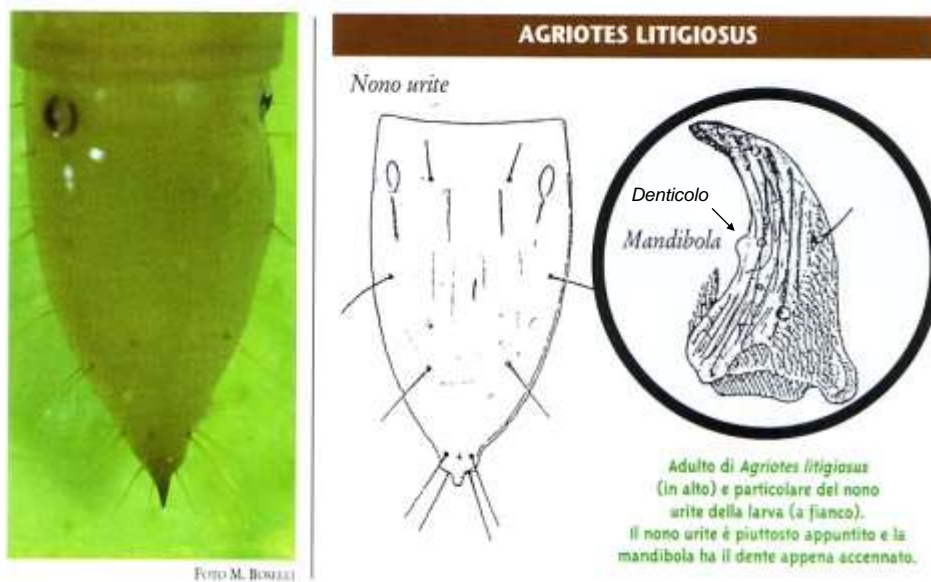 AGRIOTES LITIGIOSUS
Nono urite
Denticolo
Mandibola
Adulto di Agriotes litigiosus
(in alto) e particolare del nono
urite della larva (a fianco).
Il nono urite è piuttosto appuntito e la
mandibola ha il dente appena accennato.
FOTO M. BOSELLI